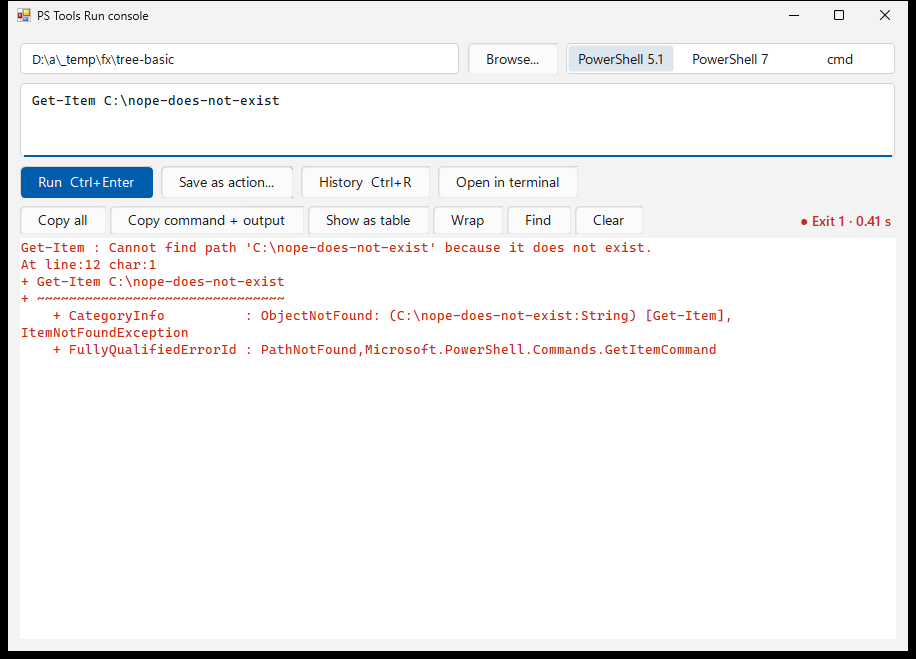 PS Tools Run console
D:\a\_temp\fx\tree-basic Browse... PowerShell 5.1 PowerShell 7 cmd
Get-Item C:\nope-does-not-exist
Run Ctrl+Enter Save as action... History Ctrl+R Open in terminal
Copy all Copy command + output Show as table Wrap Find Clear ● Exit 1 · 0.41 s
Get-Item : Cannot find path 'C:\nope-does-not-exist' because it does not exist.
At line:12 char:1
+ Get-Item C:\nope-does-not-exist
+ ~~~~~~~~~~~~~~~~~~~~~~~~~~~~~~~
    + CategoryInfo          : ObjectNotFound: (C:\nope-does-not-exist:String) [Get-Item],
ItemNotFoundException
    + FullyQualifiedErrorId : PathNotFound,Microsoft.PowerShell.Commands.GetItemCommand